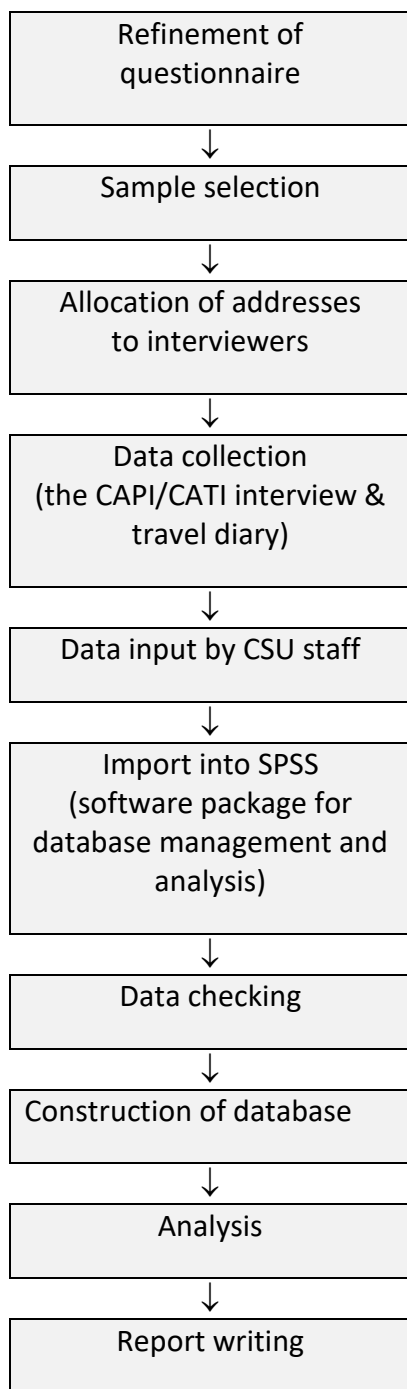 Refinement of
questionnaire
↓
Sample selection
↓
Allocation of addresses
to interviewers
↓
Data collection
(the CAPI/CATI interview &
travel diary)
↓
Data input by CSU staff
↓
Import into SPSS
(software package for
database management and
analysis)
↓
Data checking
↓
Construction of database
↓
Analysis
↓
Report writing